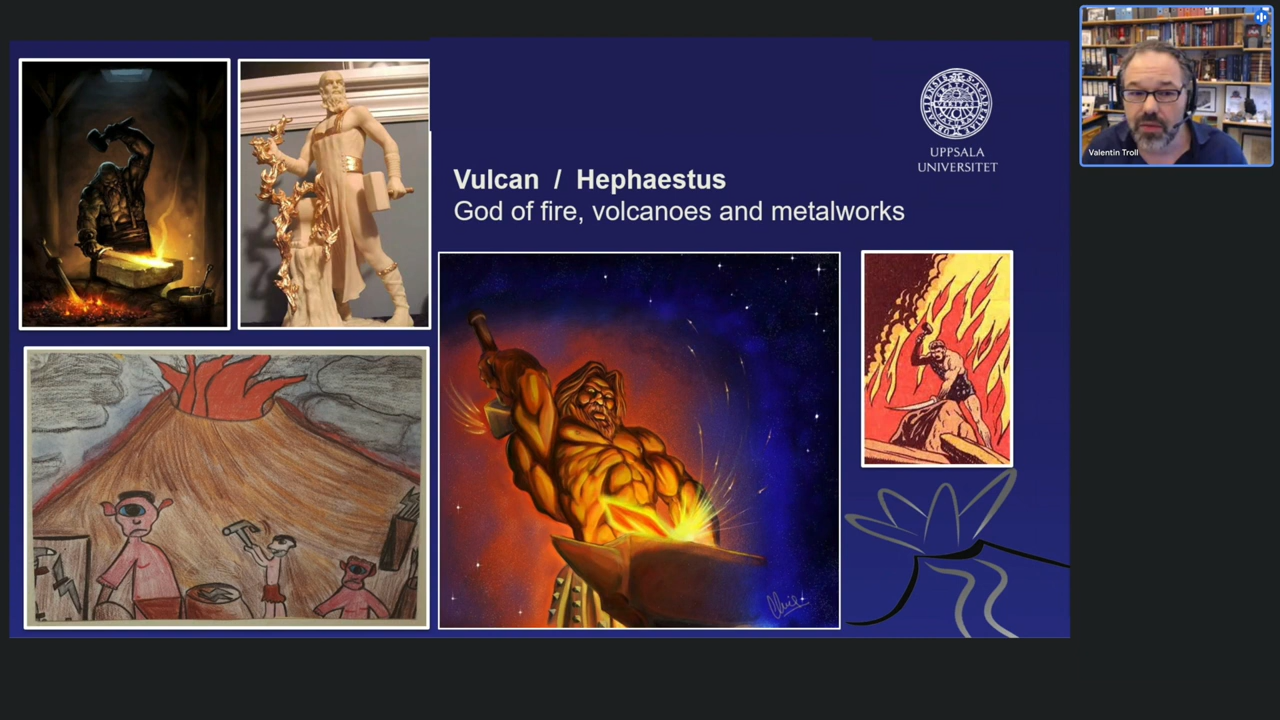 Vulcan / Hephaestus
God of fire, volcanoes and metalworks
UPPSALA
UNIVERSITET
Valentin Troll